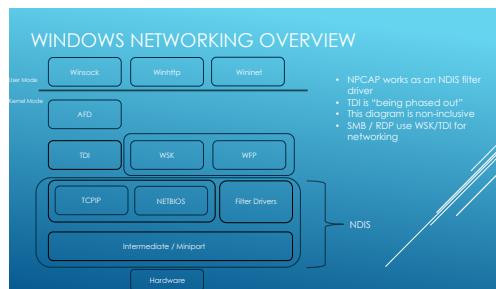 WINDOWS NETWORKING OVERVIEW
Winsock
Winhttp
Wininet
User Mode
Kernel Mode
AFD
TDI
WSK
WFP
TCPIP
NETBIOS
Filter Drivers
Intermediate / Miniport
Hardware
NDIS
• NPCAP works as an NDIS filter
driver
• TDI is “being phased out”
• This diagram is non-inclusive
• SMB / RDP use WSK/TDI for
networking